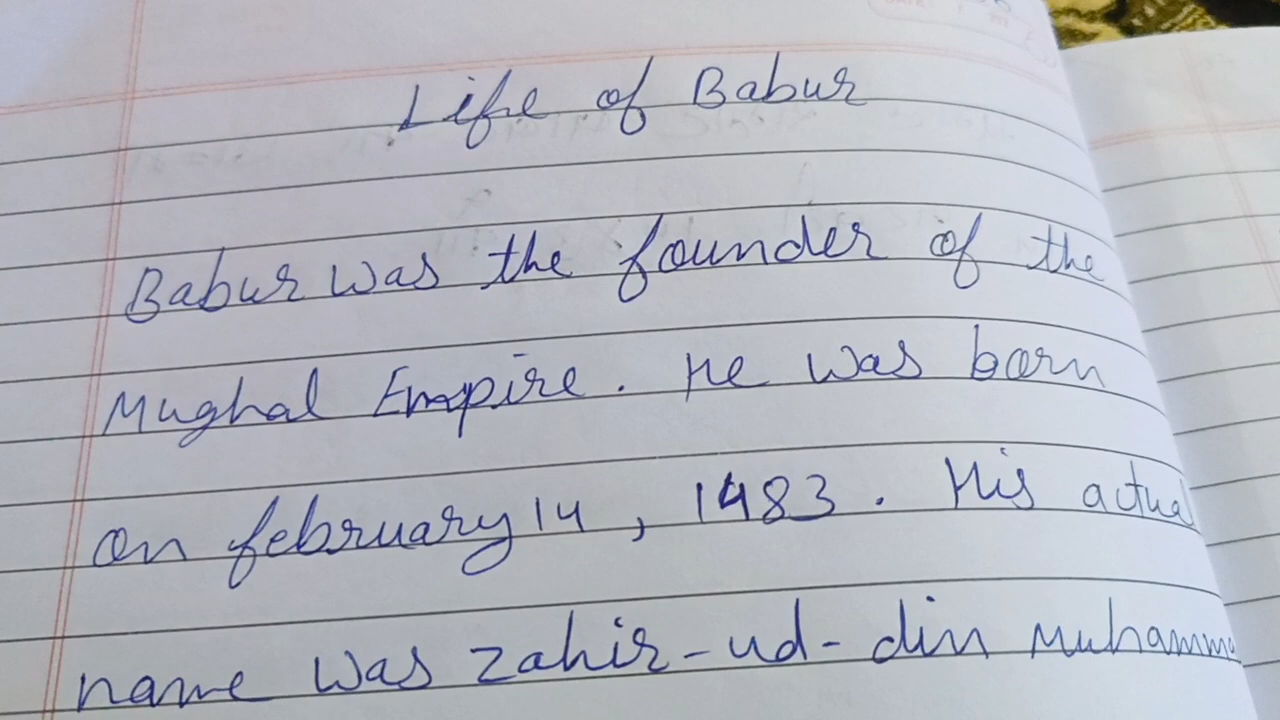 Life of Babur
Babur was the founder of the
Mughal Empire. He was born
on february 14, 1483. His actual
name was zahir-ud-din Muhamma